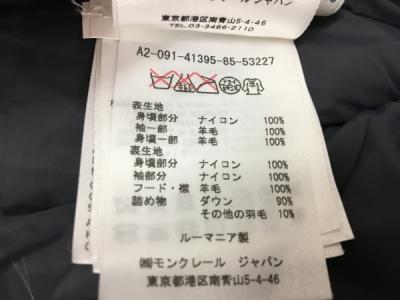 東京都港区南青山5-4-46
TEL.03-3486-2110
A2-091-41395-85-53227
表生地
身頃部分 ナイロン 100%
袖一部 羊毛 100%
身頃一部 羊毛 100%
裏生地
身頃部分 ナイロン 100%
袖部分 ナイロン 100%
フード・襟 羊毛 100%
詰め物 ダウン 90%
その他の羽毛 10%
ルーマニア製
㈱モンクレール ジャパン
東京都港区南青山5-4-46